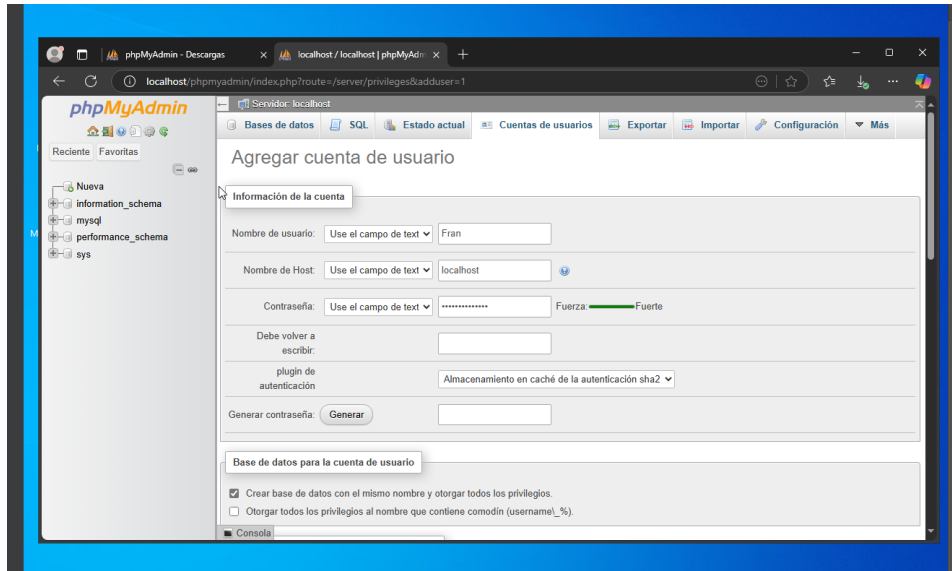 phpMyAdmin - Descargas
localhost / localhost | phpMyAdm
localhost/phpmyadmin/index.php?route=/server/privileges&adduser=1
phpMyAdmin
Reciente Favoritas
Nueva
information_schema
mysql
performance_schema
sys
Servidor: localhost
Bases de datos SQL Estado actual Cuentas de usuarios Exportar Importar Configuración Más
Agregar cuenta de usuario
Información de la cuenta
Nombre de usuario: Use el campo de text Fran
Nombre de Host: Use el campo de text localhost
Contraseña: Use el campo de text •••••••••••••• Fuerza: Fuerte
Debe volver a
escribir:
plugin de
autenticación
Almacenamiento en caché de la autenticación sha2
Generar contraseña: Generar
Base de datos para la cuenta de usuario
Crear base de datos con el mismo nombre y otorgar todos los privilegios.
Otorgar todos los privilegios al nombre que contiene comodín (username\_%).
Consola